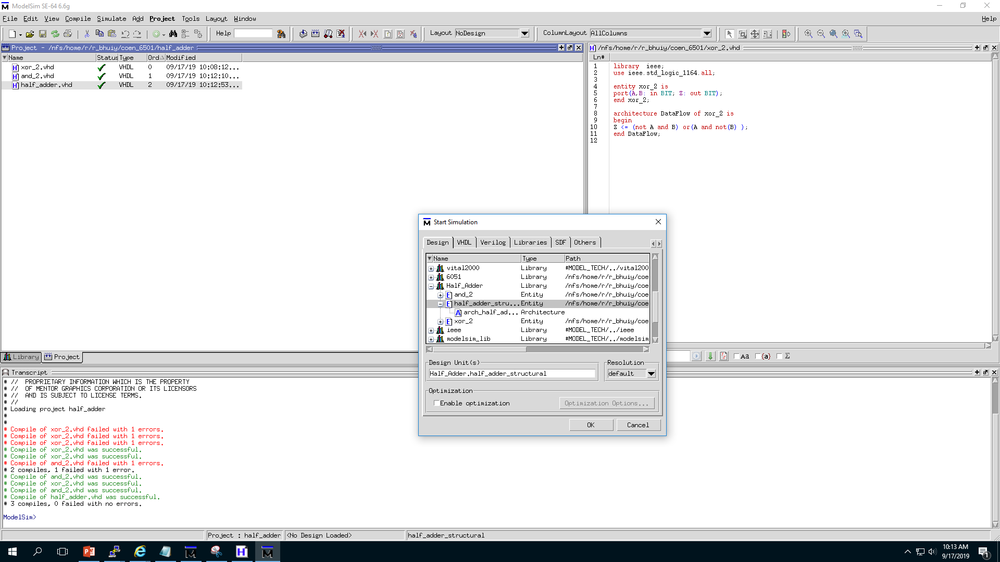 ModelSim SE-64 6.6g
File Edit View Compile Simulate Add Project Tools Layout Window Help
Help Layout NoDesign ColumnLayout AllColumns
Project - /nfs/home/r/r_bhuiy/coen_6501/half_adder
Name Status Type Ord Modified
xor_2.vhd VHDL 0 09/17/19 10:08:12...
and_2.vhd VHDL 1 09/17/19 10:12:10...
half_adder.vhd VHDL 2 09/17/19 10:12:53...
/nfs/home/r/r_bhuiy/coen_6501/xor_2.vhd
Ln#
1 library ieee;
2 use ieee.std_logic_1164.all;
3
4 entity xor_2 is
5 port(A,B: in BIT; Z: out BIT);
6 end xor_2;
7
8 architecture DataFlow of xor_2 is
9 begin
10 Z <= (not A and B) or(A and not(B) );
11 end DataFlow;
12
Start Simulation
Design VHDL Verilog Libraries SDF Others
Name Type Path
vital2000 Library $MODEL_TECH/../vital200
6051 Library /nfs/home/r/r_bhuiy/coe
Half_Adder Library /nfs/home/r/r_bhuiy/coe
and_2 Entity /nfs/home/r/r_bhuiy/coe
half_adder_stru... Entity /nfs/home/r/r_bhuiy/coe
arch_half_ad... Architecture
xor_2 Entity /nfs/home/r/r_bhuiy/coe
ieee Library $MODEL_TECH/../ieee
modelsim_lib Library $MODEL_TECH/../modelsim
Design Unit(s) Resolution
Half_Adder.half_adder_structural default
Optimization
Enable optimization Optimization Options...
OK Cancel
Library Project
Aa {a} Σ
Transcript
# // PROPRIETARY INFORMATION WHICH IS THE PROPERTY
# // OF MENTOR GRAPHICS CORPORATION OR ITS LICENSORS
# // AND IS SUBJECT TO LICENSE TERMS.
# //
# Loading project half_adder
#
#
# Compile of xor_2.vhd failed with 1 errors.
# Compile of xor_2.vhd failed with 1 errors.
# Compile of xor_2.vhd failed with 1 errors.
# Compile of xor_2.vhd was successful.
# Compile of xor_2.vhd was successful.
# Compile of and_2.vhd failed with 1 errors.
# 2 compiles, 1 failed with 1 error.
# Compile of and_2.vhd was successful.
# Compile of xor_2.vhd was successful.
# Compile of and_2.vhd was successful.
# Compile of half_adder.vhd was successful.
# 3 compiles, 0 failed with no errors.
ModelSim>
Project : half_adder <No Design Loaded> half_adder_structural
10:13 AM
9/17/2019
1